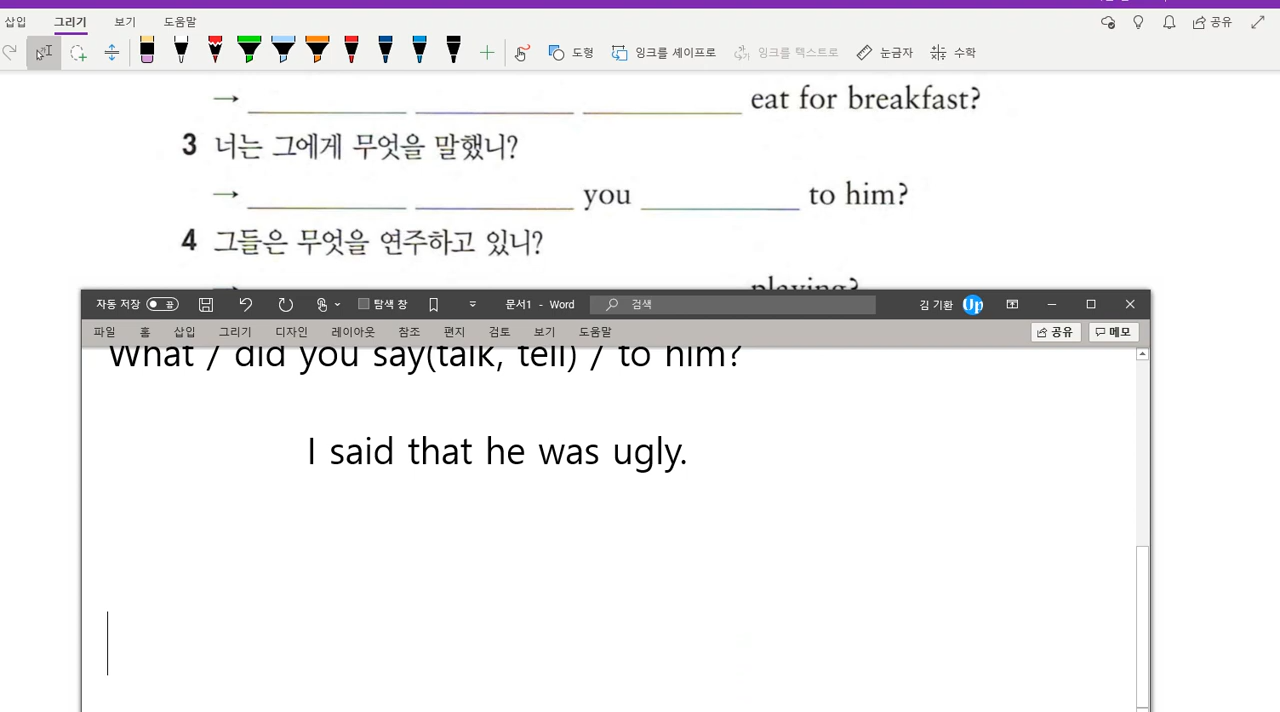 삽입 그리기 보기 도움말 공유
도형 잉크를 셰이프로 잉크를 텍스트로 눈금자 수학
→ eat for breakfast?
3 너는 그에게 무엇을 말했니?
→ you to him?
4 그들은 무엇을 연주하고 있니?
→ playing?
자동 저장 끔 탐색 창 문서1 - Word 검색 김 기환
파일 홈 삽입 그리기 디자인 레이아웃 참조 편지 검토 보기 도움말 공유 메모
What / did you say(talk, tell) / to him?
I said that he was ugly.